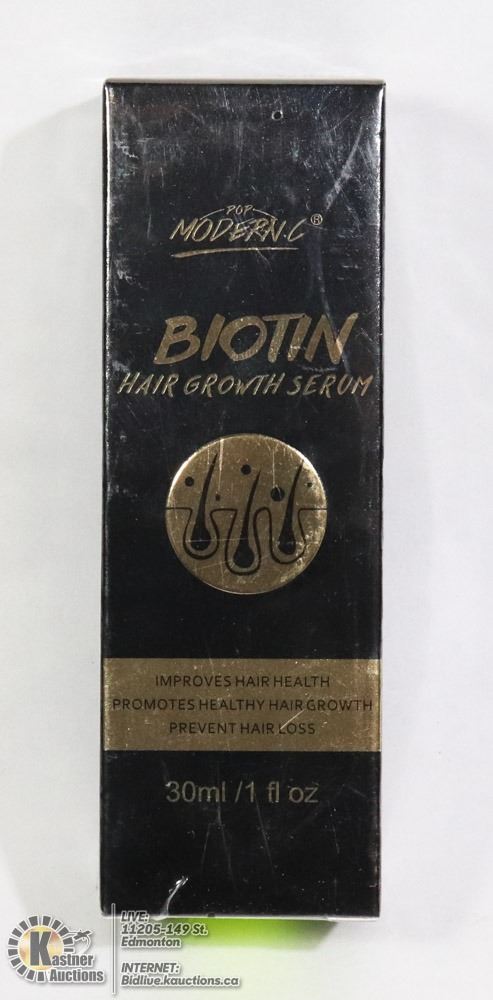 POP
MODERN.C®
BIOTIN
HAIR GROWTH SERUM
IMPROVES HAIR HEALTH
PROMOTES HEALTHY HAIR GROWTH
PREVENT HAIR LOSS
30ml /1 fl oz
Kastner
Auctions
LIVE:
11205-149 St.
Edmonton
INTERNET:
Bidlive.kauctions.ca